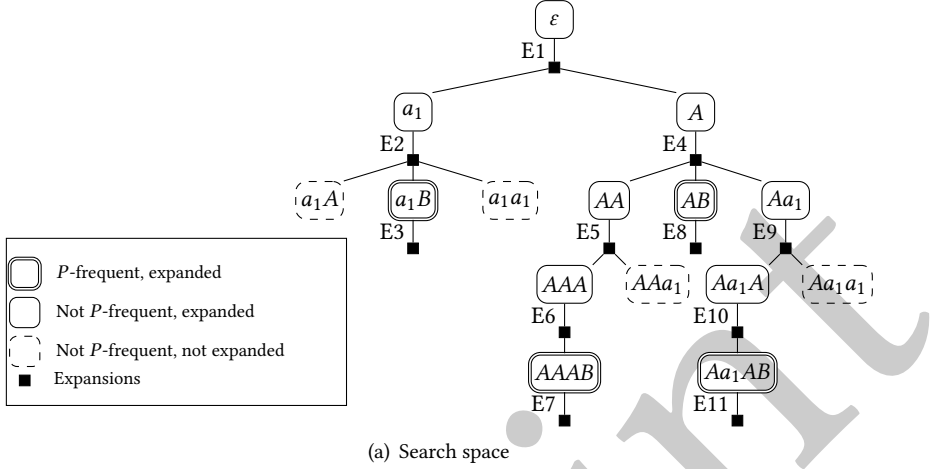 ε
E1
a₁ A
E2 E4
a₁A a₁B a₁a₁ AA AB Aa₁
E3 E5 E8 E9
P-frequent, expanded
Not P-frequent, expanded
Not P-frequent, not expanded
Expansions
AAA AAa₁ Aa₁A Aa₁a₁
E6 E10
AAAB Aa₁AB
E7 E11
(a) Search space